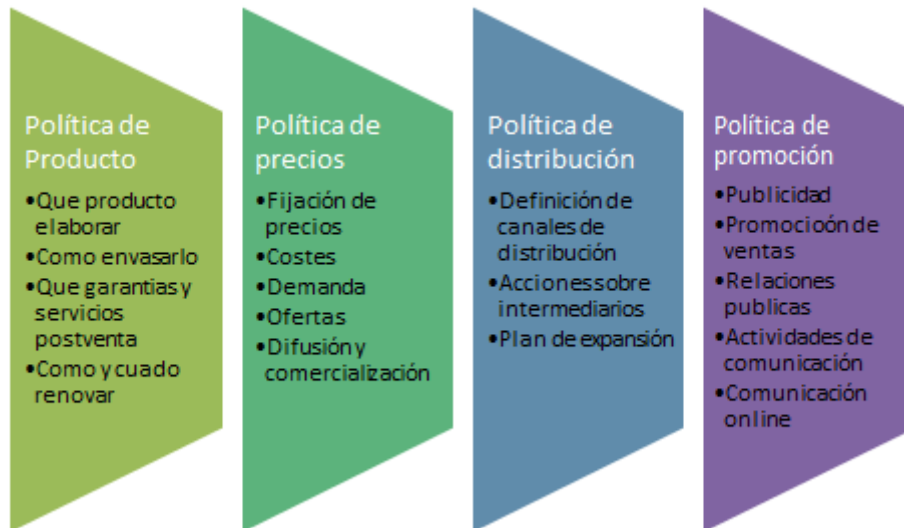 Política de
Producto
•Que producto
elaborar
•Como envasarlo
•Que garantias y
servicios
postventa
•Como y cuado
renovar
Política de
precios
•Fijación de
precios
•Costes
•Demanda
•Ofertas
•Difusión y
comercialización
Política de
distribución
•Definición de
canales de
distribución
•Acciones sobre
intermediarios
•Plan de expansión
Política de
promoción
•Publicidad
•Promocioón de
ventas
•Relaciones
publicas
•Actividades de
comunicación
•Comunicación
online